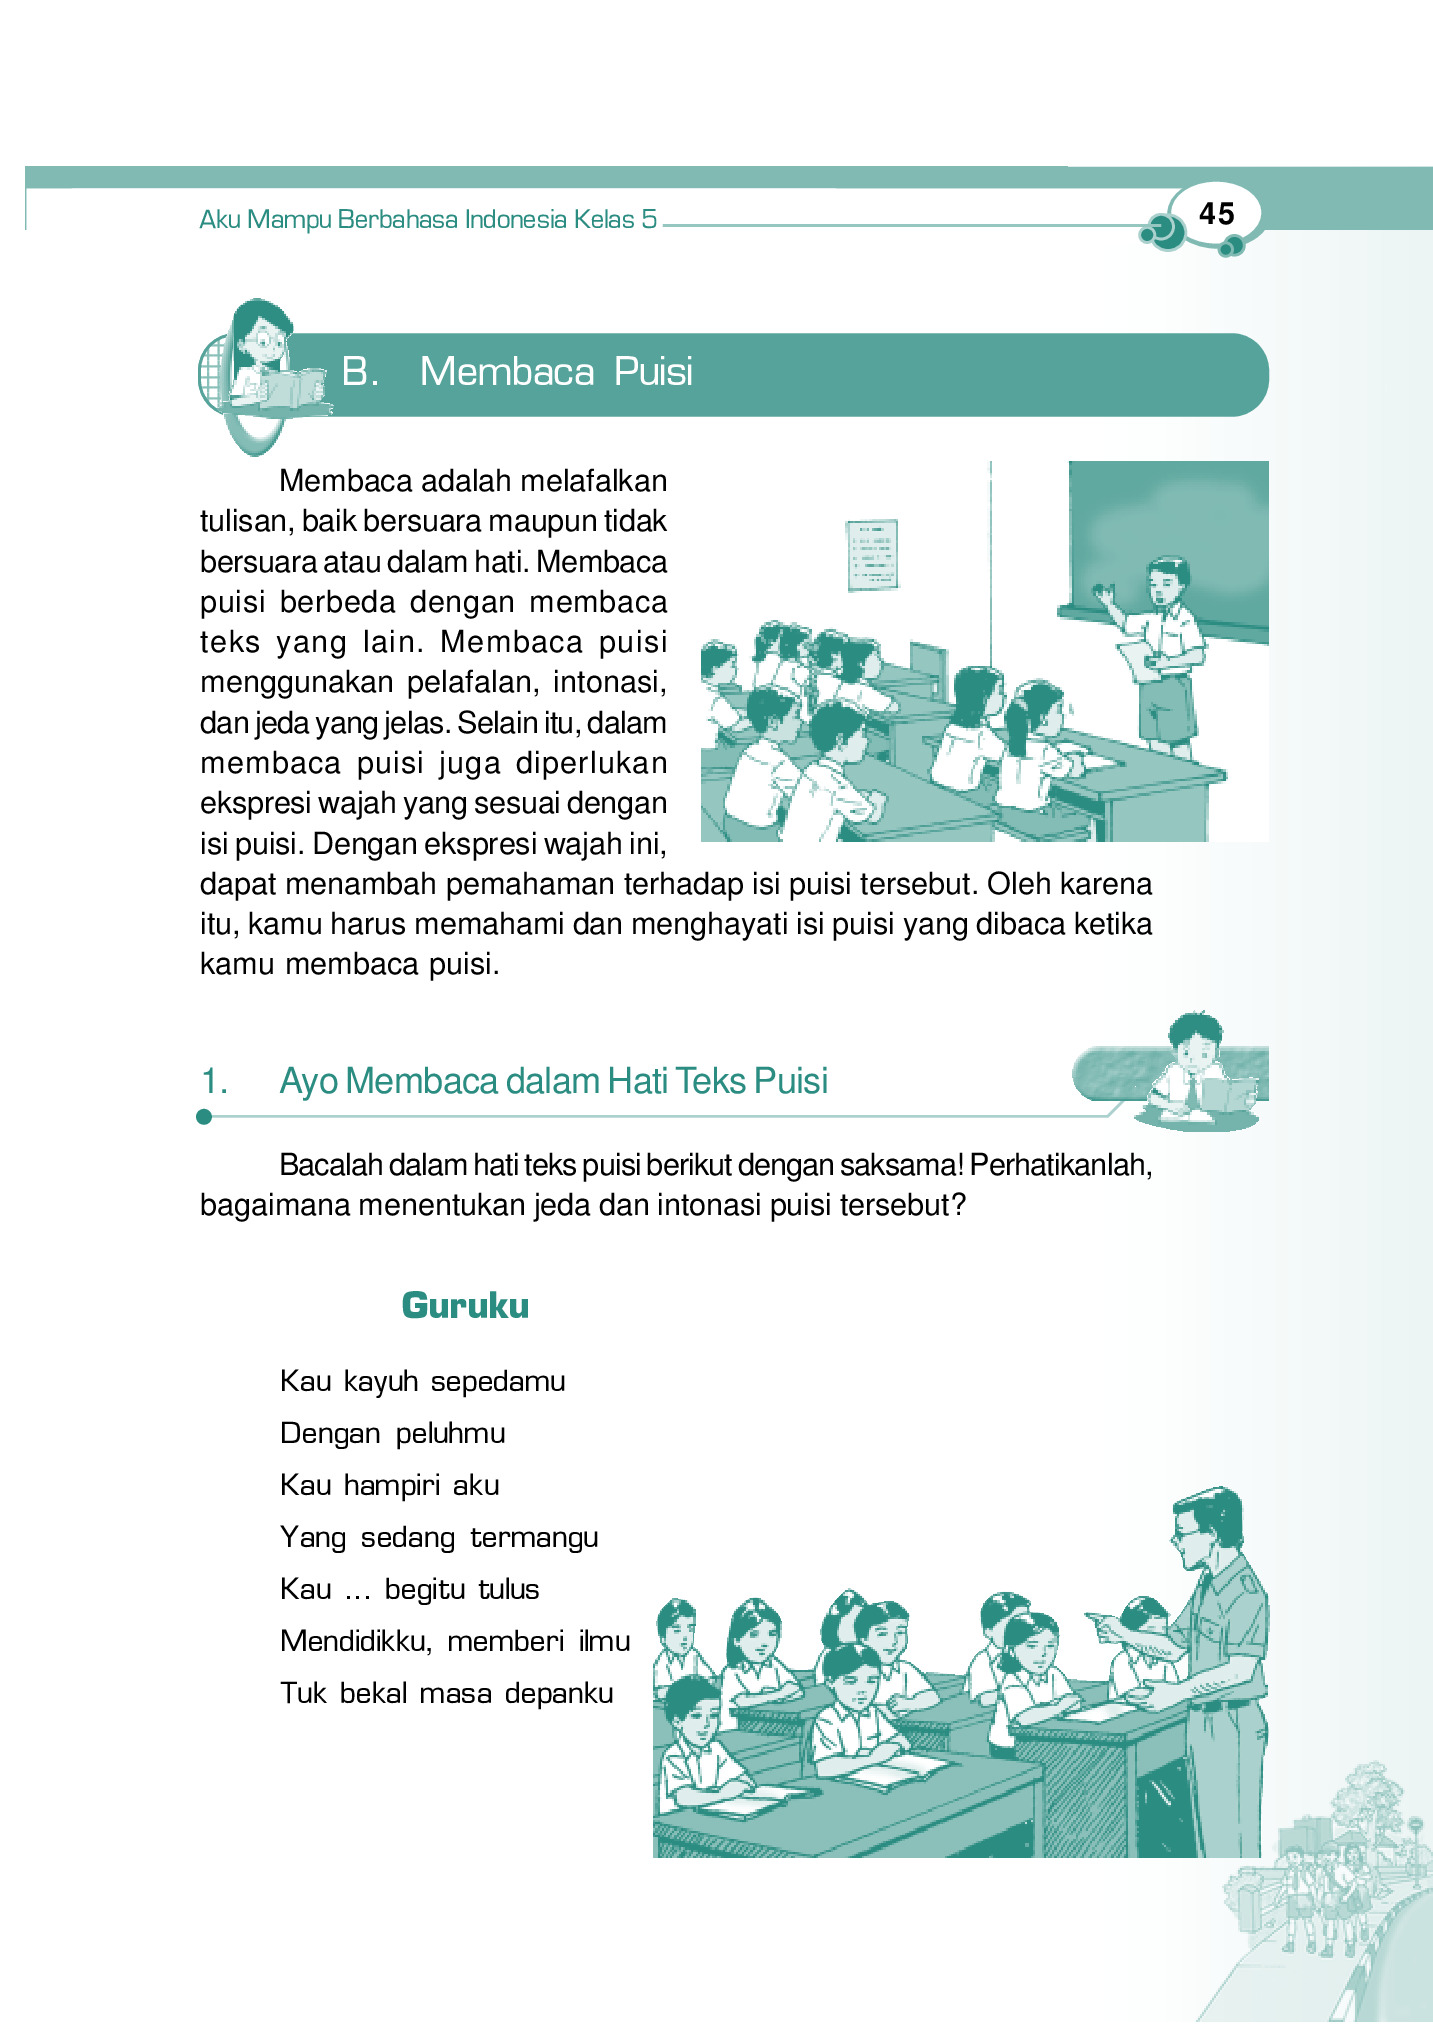 Aku Mampu Berbahasa Indonesia Kelas 5
45
B. Membaca Puisi
Membaca adalah melafalkan
tulisan, baik bersuara maupun tidak
bersuara atau dalam hati. Membaca
puisi berbeda dengan membaca
teks yang lain. Membaca puisi
menggunakan pelafalan, intonasi,
dan jeda yang jelas. Selain itu, dalam
membaca puisi juga diperlukan
ekspresi wajah yang sesuai dengan
isi puisi. Dengan ekspresi wajah ini,
dapat menambah pemahaman terhadap isi puisi tersebut. Oleh karena
itu, kamu harus memahami dan menghayati isi puisi yang dibaca ketika
kamu membaca puisi.
1. Ayo Membaca dalam Hati Teks Puisi
Bacalah dalam hati teks puisi berikut dengan saksama! Perhatikanlah,
bagaimana menentukan jeda dan intonasi puisi tersebut?
Guruku
Kau kayuh sepedamu
Dengan peluhmu
Kau hampiri aku
Yang sedang termangu
Kau ... begitu tulus
Mendidikku, memberi ilmu
Tuk bekal masa depanku